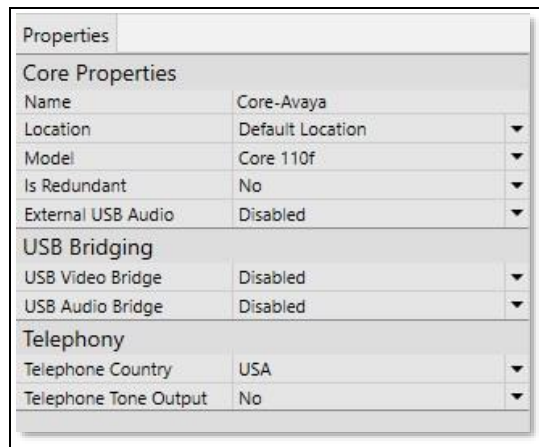 Properties
Core Properties
Name Core-Avaya
Location Default Location
Model Core 110f
Is Redundant No
External USB Audio Disabled
USB Bridging
USB Video Bridge Disabled
USB Audio Bridge Disabled
Telephony
Telephone Country USA
Telephone Tone Output No